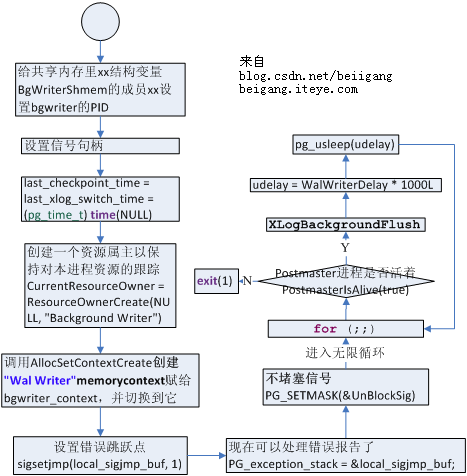 来自
blog.csdn.net/beiigang
beigang.iteye.com
给共享内存里xx结构变量
BgWriterShmem的成员xx设
置bgwriter的PID
设置信号句柄
last_checkpoint_time =
last_xlog_switch_time =
(pg_time_t) time(NULL)
创建一个资源属主以保
持对本进程资源的跟踪
CurrentResourceOwner =
ResourceOwnerCreate(NU
LL, "Background Writer")
调用AllocSetContextCreate创建
"Wal Writer"memorycontext赋给
bgwriter_context，并切换到它
设置错误跳跃点
sigsetjmp(local_sigjmp_buf, 1)
现在可以处理错误报告了
PG_exception_stack = &local_sigjmp_buf;
不堵塞信号
PG_SETMASK(&UnBlockSig)
进入无限循环
for (;;)
Postmaster进程是否活着
PostmasterIsAlive(true)
N
exit(1)
Y
XLogBackgroundFlush
udelay = WalWriterDelay * 1000L
pg_usleep(udelay)